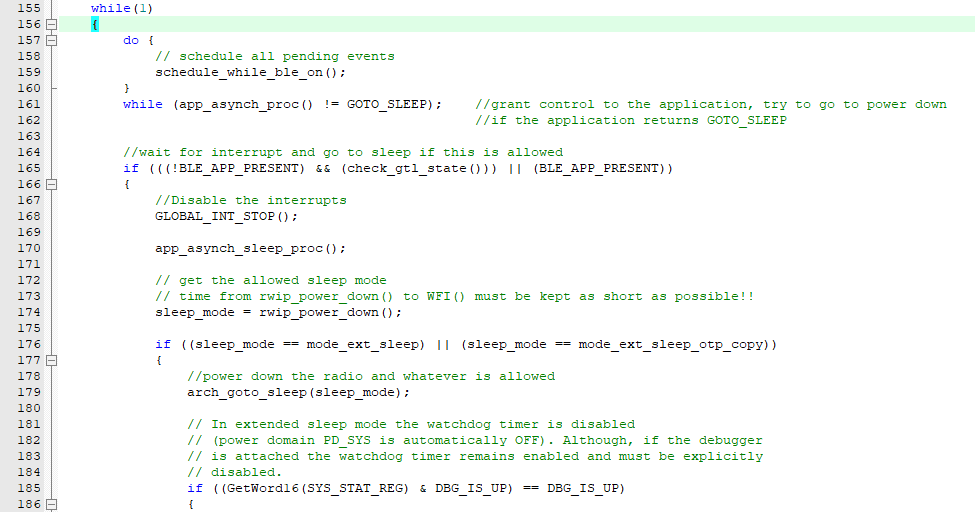 155 while(1)
156 {
157 do {
158 // schedule all pending events
159 schedule_while_ble_on();
160 }
161 while (app_asynch_proc() != GOTO_SLEEP); //grant control to the application, try to go to power down
162 //if the application returns GOTO_SLEEP
163
164 //wait for interrupt and go to sleep if this is allowed
165 if (((!BLE_APP_PRESENT) && (check_gtl_state())) || (BLE_APP_PRESENT))
166 {
167 //Disable the interrupts
168 GLOBAL_INT_STOP();
169
170 app_asynch_sleep_proc();
171
172 // get the allowed sleep mode
173 // time from rwip_power_down() to WFI() must be kept as short as possible!!
174 sleep_mode = rwip_power_down();
175
176 if ((sleep_mode == mode_ext_sleep) || (sleep_mode == mode_ext_sleep_otp_copy))
177 {
178 //power down the radio and whatever is allowed
179 arch_goto_sleep(sleep_mode);
180
181 // In extended sleep mode the watchdog timer is disabled
182 // (power domain PD_SYS is automatically OFF). Although, if the debugger
183 // is attached the watchdog timer remains enabled and must be explicitly
184 // disabled.
185 if ((GetWord16(SYS_STAT_REG) & DBG_IS_UP) == DBG_IS_UP)
186 {